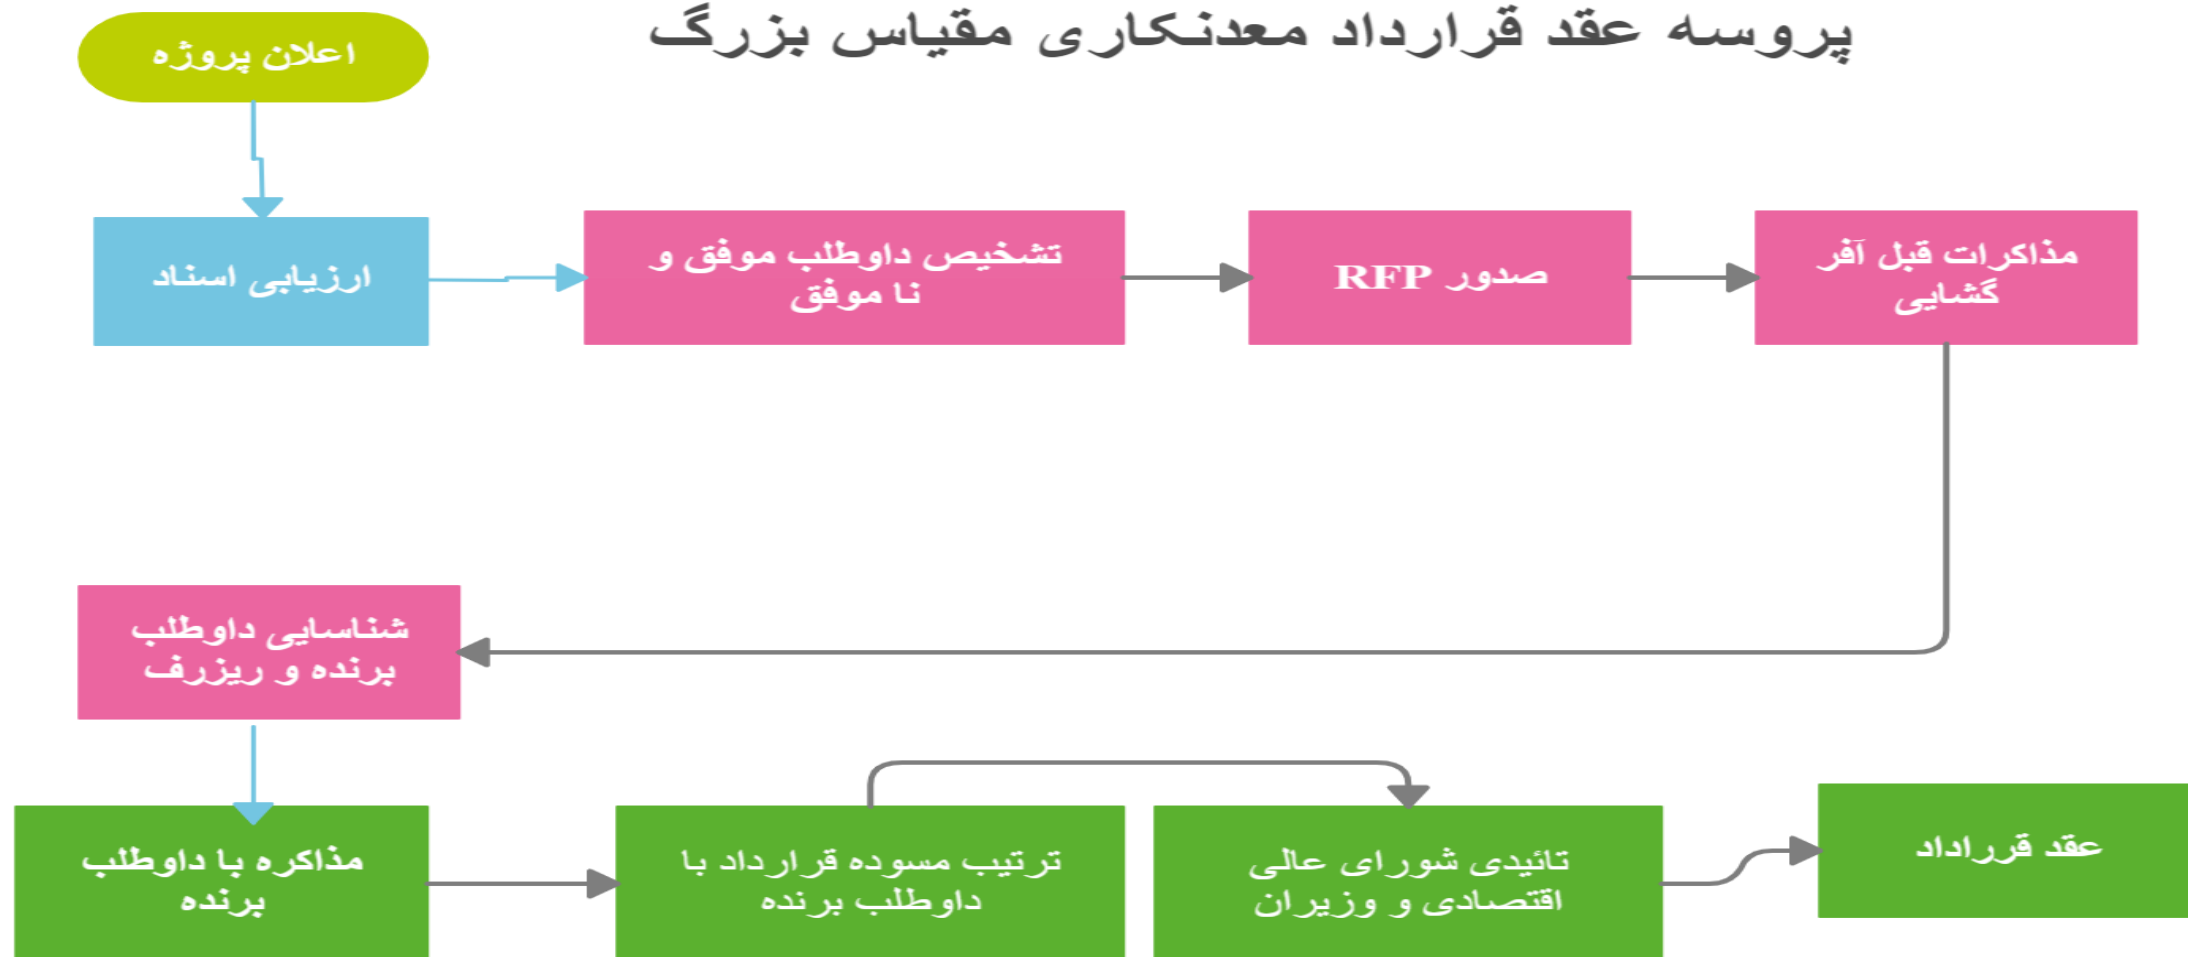 پروسه عقد قرارداد معدنکاری مقیاس بزرگ
اعلان پروژه
ارزیابی اسناد
تشخیص داوطلب موفق و
نا موفق
صدور RFP
مذاکرات قبل آفر
گشایی
شناسایی داوطلب
برنده و ریزرف
مذاکره با داوطلب
برنده
ترتیب مسوده قرارداد با
داوطلب برنده
تائیدی شورای عالی
اقتصادی و وزیران
عقد قرراداد